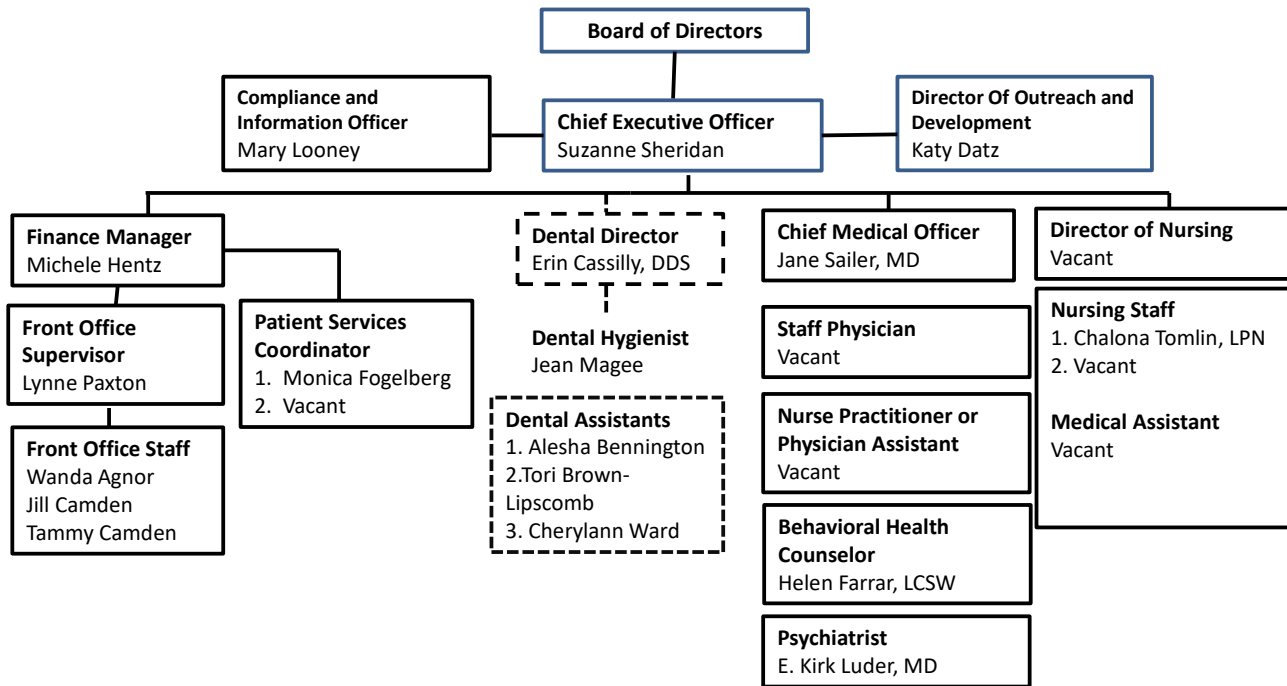 Board of Directors
Compliance and
Information Officer
Mary Looney
Chief Executive Officer
Suzanne Sheridan
Director Of Outreach and
Development
Katy Datz
Finance Manager
Michele Hentz
Dental Director
Erin Cassilly, DDS
Chief Medical Officer
Jane Sailer, MD
Director of Nursing
Vacant
Front Office
Supervisor
Lynne Paxton
Patient Services
Coordinator
1. Monica Fogelberg
2. Vacant
Dental Hygienist
Jean Magee
Staff Physician
Vacant
Nursing Staff
1. Chalona Tomlin, LPN
2. Vacant
Medical Assistant
Vacant
Front Office Staff
Wanda Agnor
Jill Camden
Tammy Camden
Dental Assistants
1. Alesha Bennington
2.Tori Brown-
Lipscomb
3. Cherylann Ward
Nurse Practitioner or
Physician Assistant
Vacant
Behavioral Health
Counselor
Helen Farrar, LCSW
Psychiatrist
E. Kirk Luder, MD